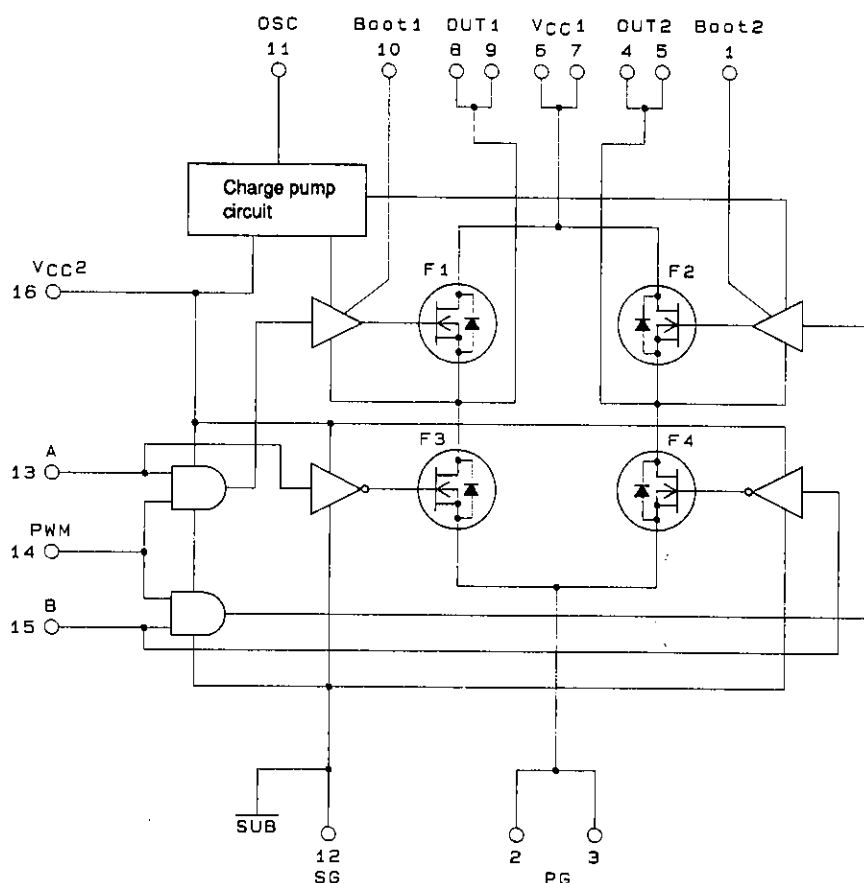 OSC Boot1 OUT1 VCC1 OUT2 Boot2
11 10 8 9 6 7 4 5 1
Charge pump
circuit
VCC2
16
F1 F2
A
13
F3 F4
PWM
14
B
15
SUB
12 2 3
SG PG